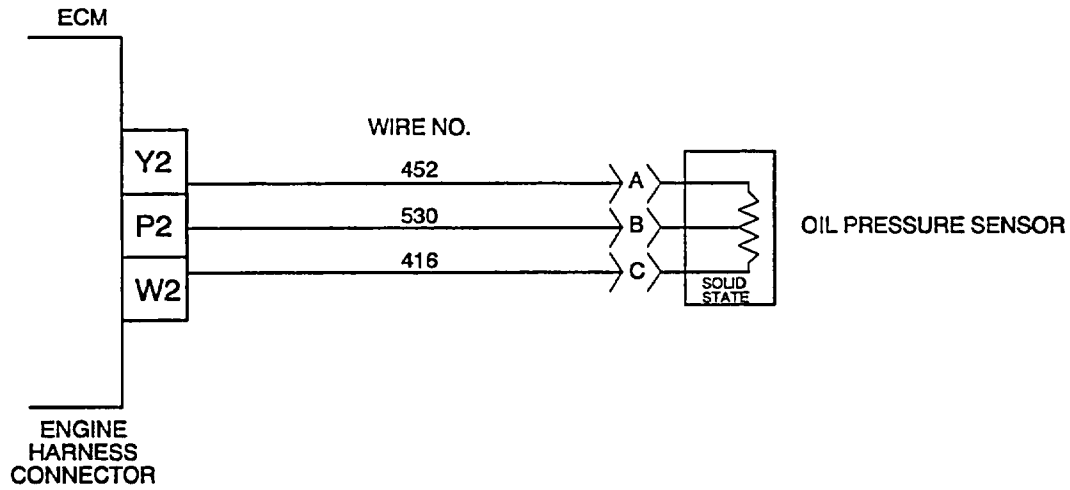 ECM
WIRE NO.
Y2
452
A
P2
530
B
OIL PRESSURE SENSOR
W2
416
C
SOLID
STATE
ENGINE
HARNESS
CONNECTOR